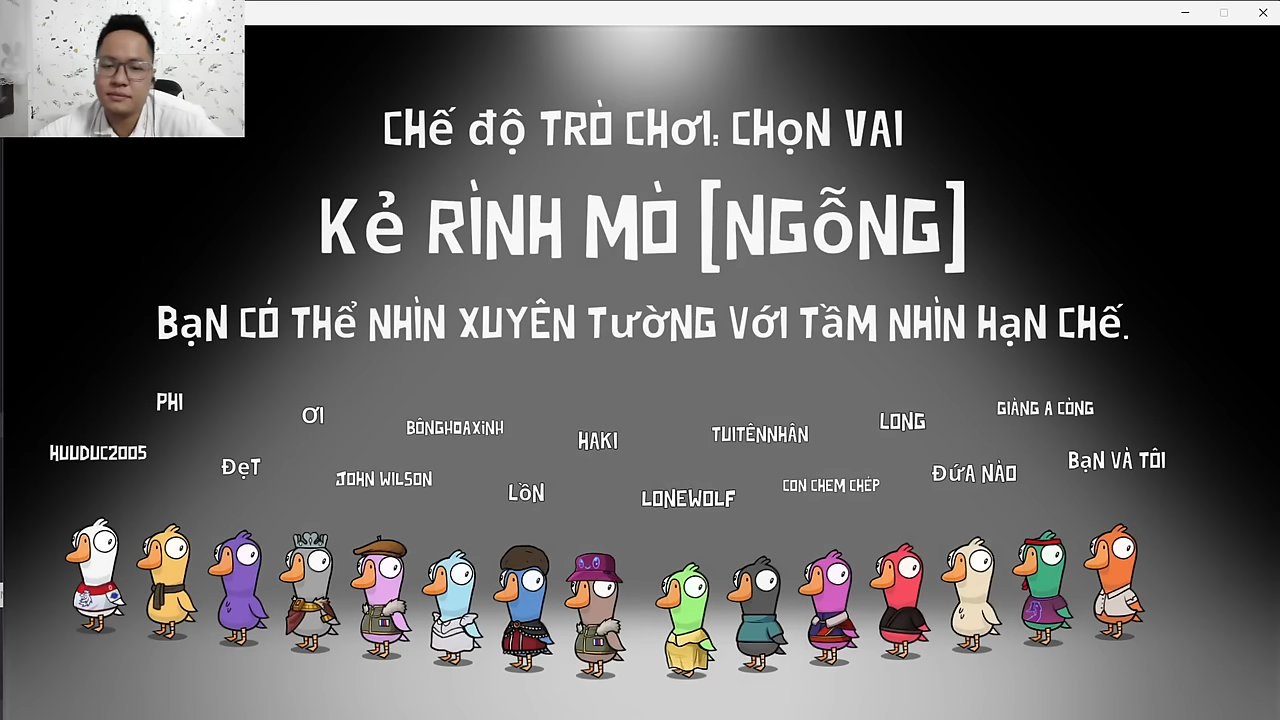 CHẾ ĐỘ TRÒ CHƠI: CHỌN VAI
KẺ RÌNH MÒ [NGỖNG]
BẠN CÓ THỂ NHÌN XUYÊN TƯỜNG VỚI TẦM NHÌN HẠN CHẾ.
PHI
ƠI
BÔNGHOAXiNH
HAKI
TUITÊNNHÂN
LONG
GIÀNG A CÒNG
HUUDUC2005
ĐẸT
JOHN WILSON
LỒN
LONEWOLF
CON CHEM CHÉP
ĐỨA NÀO
BẠN VÀ TÔI